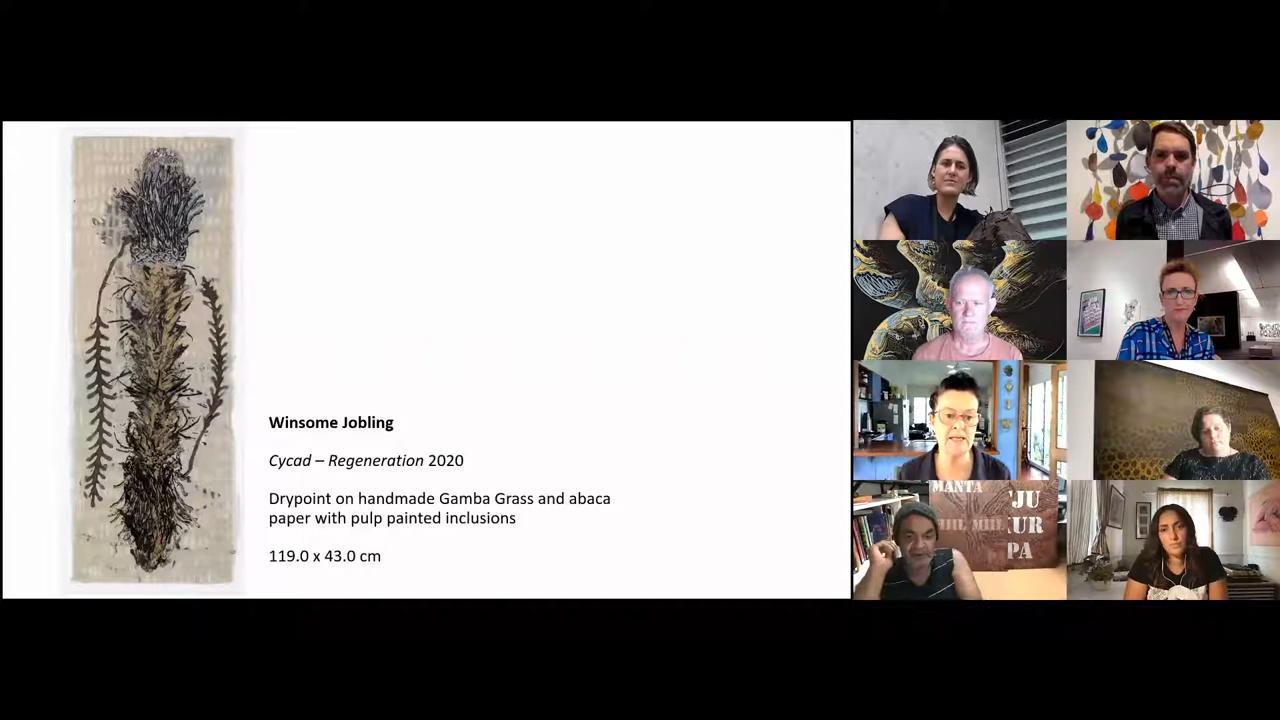 Winsome Jobling
Cycad – Regeneration 2020
Drypoint on handmade Gamba Grass and abaca
paper with pulp painted inclusions
119.0 x 43.0 cm
MANTA
JU
UR
PA